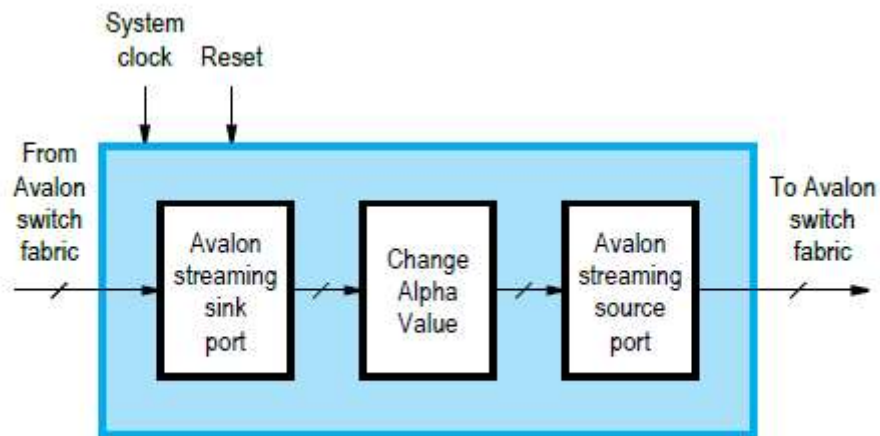 System
clock
Reset
From
Avalon
switch
fabric
Avalon
streaming
sink
port
Change
Alpha
Value
Avalon
streaming
source
port
To Avalon
switch
fabric